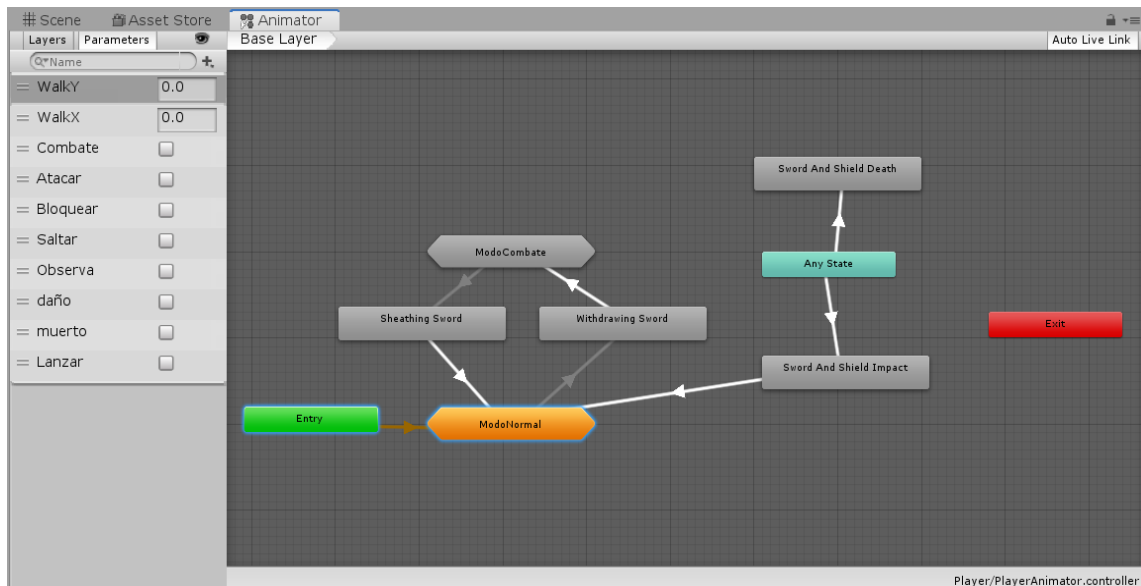 Scene
Asset Store
Animator
Layers
Parameters
Base Layer
Auto Live Link
Name
WalkY
0.0
WalkX
0.0
Combate
Atacar
Bloquear
Saltar
Observa
daño
muerto
Lanzar
Sword And Shield Death
ModoCombate
Any State
Sheathing Sword
Withdrawing Sword
Exit
Sword And Shield Impact
Entry
ModoNormal
Player/PlayerAnimator.controller